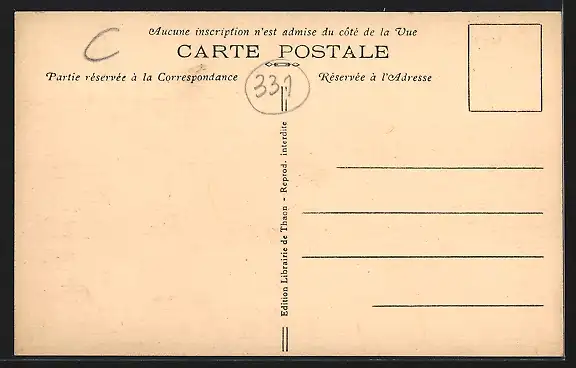 C
Aucune inscription n'est admise du côté de la Vue
CARTE POSTALE
Partie réservée à la Correspondance
Réservée à l'Adresse
331
Edition Librairie de Thaon - Reprod. interdite